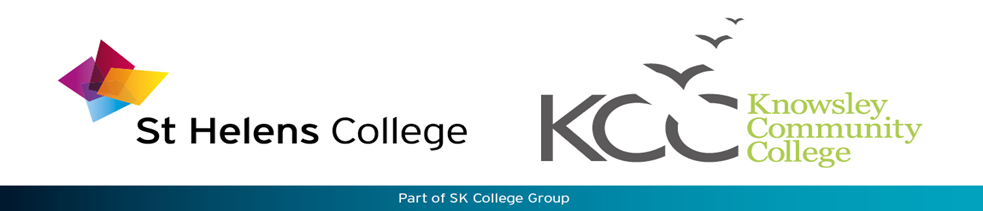 St Helens College
KCC
Knowsley
Community
College
Part of SK College Group